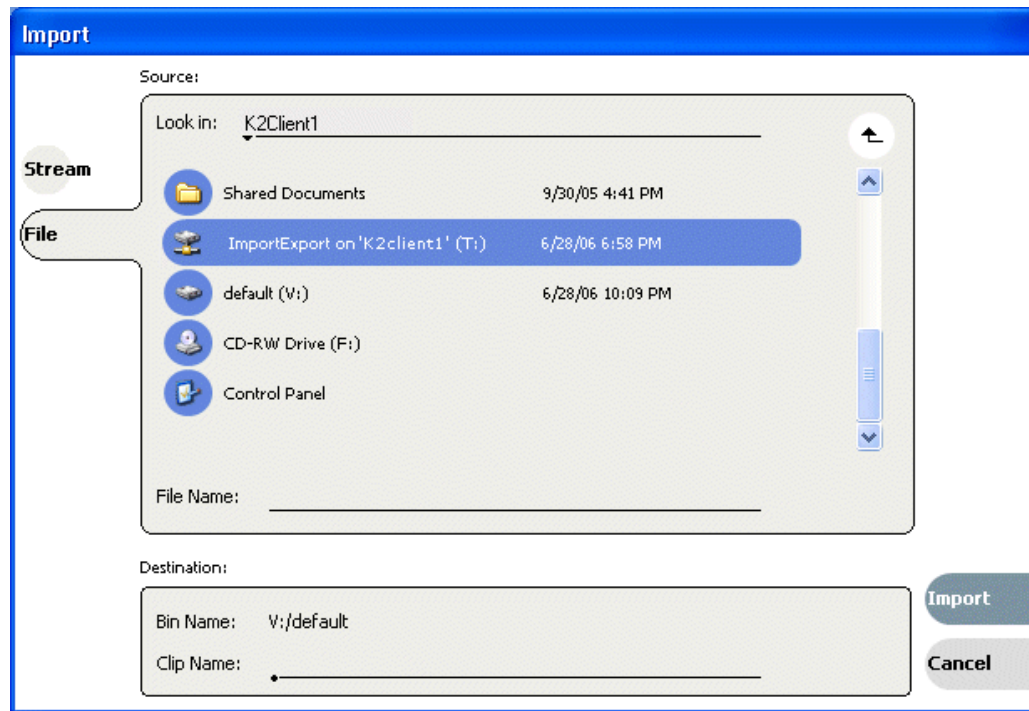 Import
Source:
Look in: K2Client1
Stream
File
Shared Documents 9/30/05 4:41 PM
ImportExport on 'K2client1' (T:) 6/28/06 6:58 PM
default (V:) 6/28/06 10:09 PM
CD-RW Drive (F:)
Control Panel
File Name:
Destination:
Bin Name: V:/default
Clip Name:
Import
Cancel